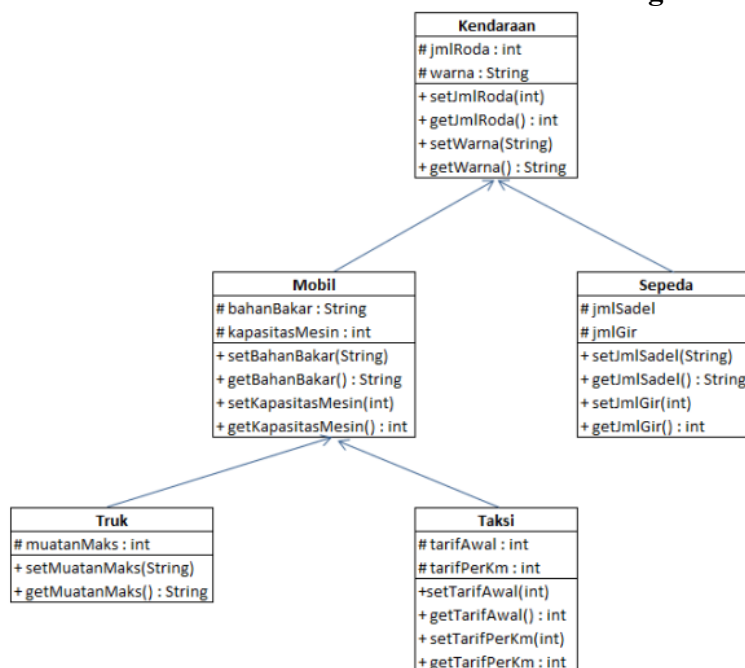 Kendaraan
# jmlRoda : int
# warna : String
+ setJmlRoda(int)
+ getJmlRoda() : int
+ setWarna(String)
+ getWarna() : String
Mobil
# bahanBakar : String
# kapasitasMesin : int
+ setBahanBakar(String)
+ getBahanBakar() : String
+ setKapasitasMesin(int)
+ getKapasitasMesin() : int
Sepeda
# jmlSadel
# jmlGir
+ setJmlSadel(String)
+ getJmlSadel() : String
+ setJmlGir(int)
+ getJmlGir() : int
Truk
# muatanMaks : int
+ setMuatanMaks(String)
+ getMuatanMaks() : String
Taksi
# tarifAwal : int
# tarifPerKm : int
+setTarifAwal(int)
+ getTarifAwal() : int
+ setTarifPerKm(int)
+ getTarifPerKm : int